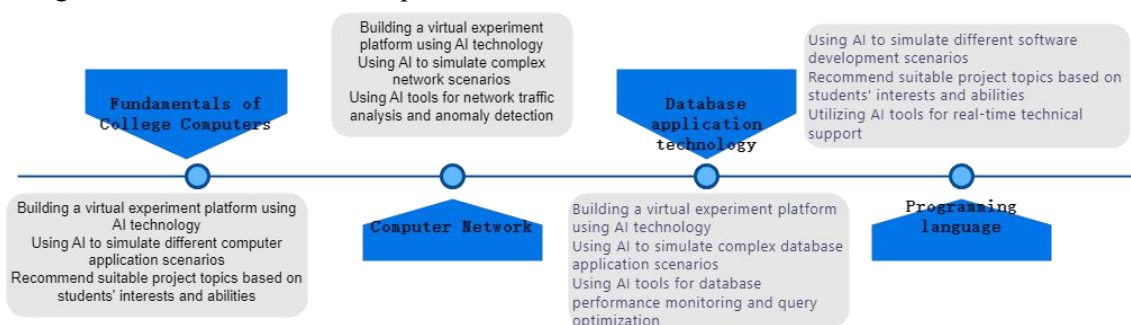 Fundamentals of
College Computers
Building a virtual experiment platform using
AI technology
Using AI to simulate different computer
application scenarios
Recommend suitable project topics based on
students' interests and abilities
Building a virtual experiment
platform using AI technology
Using AI to simulate complex
network scenarios
Using AI tools for network traffic
analysis and anomaly detection
Computer Network
Database
application
technology
Building a virtual experiment platform
using AI technology
Using AI to simulate complex database
application scenarios
Using AI tools for database
performance monitoring and query
optimization
Using AI to simulate different software
development scenarios
Recommend suitable project topics based on
students' interests and abilities
Utilizing AI tools for real-time technical
support
Programming
language